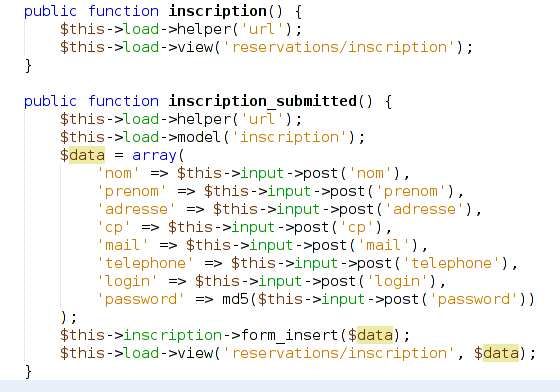 public function inscription() {
$this->load->helper('url');
$this->load->view('reservations/inscription');
}
public function inscription_submitted() {
$this->load->helper('url');
$this->load->model('inscription');
$data = array(
'nom' => $this->input->post('nom'),
'prenom' => $this->input->post('prenom'),
'adresse' => $this->input->post('adresse'),
'cp' => $this->input->post('cp'),
'mail' => $this->input->post('mail'),
'telephone' => $this->input->post('telephone'),
'login' => $this->input->post('login'),
'password' => md5($this->input->post('password'))
);
$this->inscription->form_insert($data);
$this->load->view('reservations/inscription', $data);
}